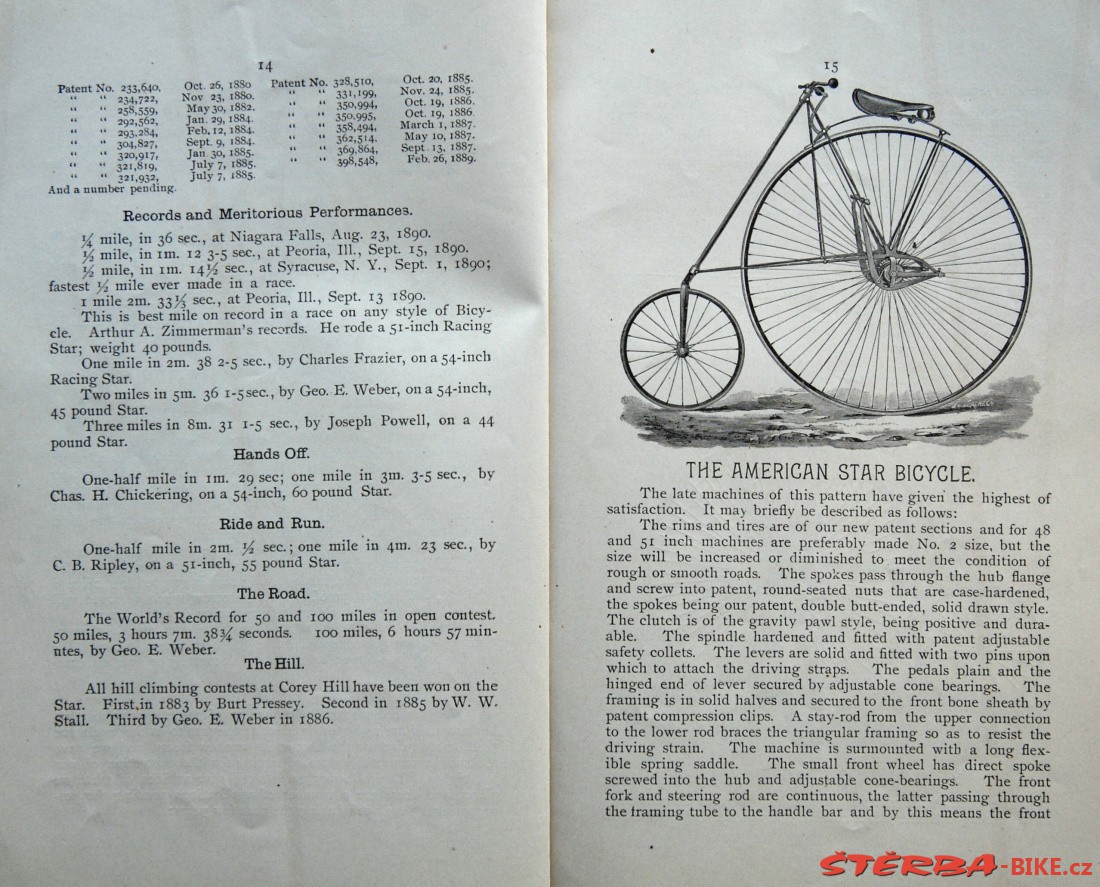 14
Patent No. 233,640, Oct. 26, 1880
“ “ 234,722, Nov 23, 1880.
“ “ 258,559, May 30, 1882.
“ “ 292,562, Jan. 29, 1884.
“ “ 293,284, Feb. 12, 1884.
“ “ 304,827, Sept. 9, 1884.
“ “ 320,917, Jan. 30, 1885.
“ “ 321,819, July 7, 1885.
“ “ 321,932, July 7, 1885.
Patent No. 328,510, Oct. 20, 1885.
“ “ 331,199, Nov. 24, 1885.
“ “ 350,994, Oct. 19, 1886.
“ “ 350,995, Oct. 19, 1886.
“ “ 358,494, March 1, 1887.
“ “ 362,514, May 10, 1887.
“ “ 369,864, Sept. 13, 1887.
“ “ 398,548, Feb. 26, 1889.
And a number pending.
Records and Meritorious Performances.
¼ mile, in 36 sec., at Niagara Falls, Aug. 23, 1890.
½ mile, in 1m. 12 3-5 sec., at Peoria, Ill., Sept. 15, 1890.
½ mile, in 1m. 14½ sec., at Syracuse, N. Y., Sept. 1, 1890;
fastest ½ mile ever made in a race.
1 mile 2m. 33⅓ sec., at Peoria, Ill., Sept. 13 1890.
This is best mile on record in a race on any style of Bicy-
cle. Arthur A. Zimmerman's records. He rode a 51-inch Racing
Star; weight 40 pounds.
One mile in 2m. 38 2-5 sec., by Charles Frazier, on a 54-inch
Racing Star.
Two miles in 5m. 36 1-5 sec., by Geo. E. Weber, on a 54-inch,
45 pound Star.
Three miles in 8m. 31 1-5 sec., by Joseph Powell, on a 44
pound Star.
Hands Off.
One-half mile in 1m. 29 sec; one mile in 3m. 3-5 sec., by
Chas. H. Chickering, on a 54-inch, 60 pound Star.
Ride and Run.
One-half mile in 2m. ½ sec.; one mile in 4m. 23 sec., by
C. B. Ripley, on a 51-inch, 55 pound Star.
The Road.
The World's Record for 50 and 100 miles in open contest.
50 miles, 3 hours 7m. 38¾ seconds. 100 miles, 6 hours 57 min-
utes, by Geo. E. Weber.
The Hill.
All hill climbing contests at Corey Hill have been won on the
Star. First in 1883 by Burt Pressey. Second in 1885 by W. W.
Stall. Third by Geo. E. Weber in 1886.
15
THE AMERICAN STAR BICYCLE.
The late machines of this pattern have given the highest of
satisfaction. It may briefly be described as follows:
The rims and tires are of our new patent sections and for 48
and 51 inch machines are preferably made No. 2 size, but the
size will be increased or diminished to meet the condition of
rough or smooth roads. The spokes pass through the hub flange
and screw into patent, round-seated nuts that are case-hardened,
the spokes being our patent, double butt-ended, solid drawn style.
The clutch is of the gravity pawl style, being positive and dura-
able. The spindle hardened and fitted with patent adjustable
safety collets. The levers are solid and fitted with two pins upon
which to attach the driving straps. The pedals plain and the
hinged end of lever secured by adjustable cone bearings. The
framing is in solid halves and secured to the front bone sheath by
patent compression clips. A stay-rod from the upper connection
to the lower rod braces the triangular framing so as to resist the
driving strain. The machine is surmounted with a long flex-
ible spring saddle. The small front wheel has direct spoke
screwed into the hub and adjustable cone-bearings. The front
fork and steering rod are continuous, the latter passing through
the framing tube to the handle bar and by this means the front
ŠTĚRBA-BIKE.cz